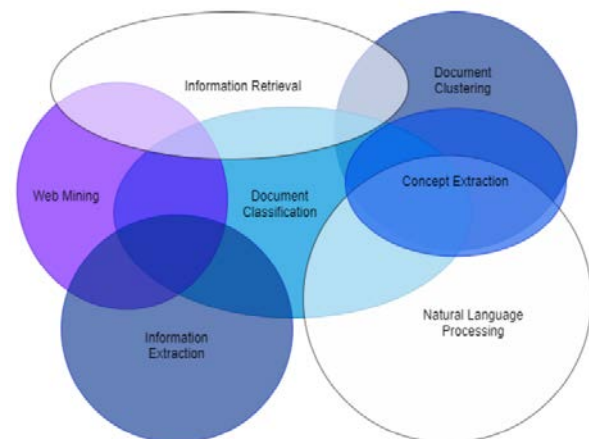 Information Retrieval
Document
Clustering
Web Mining
Document
Classification
Concept Extraction
Information
Extraction
Natural Language
Processing